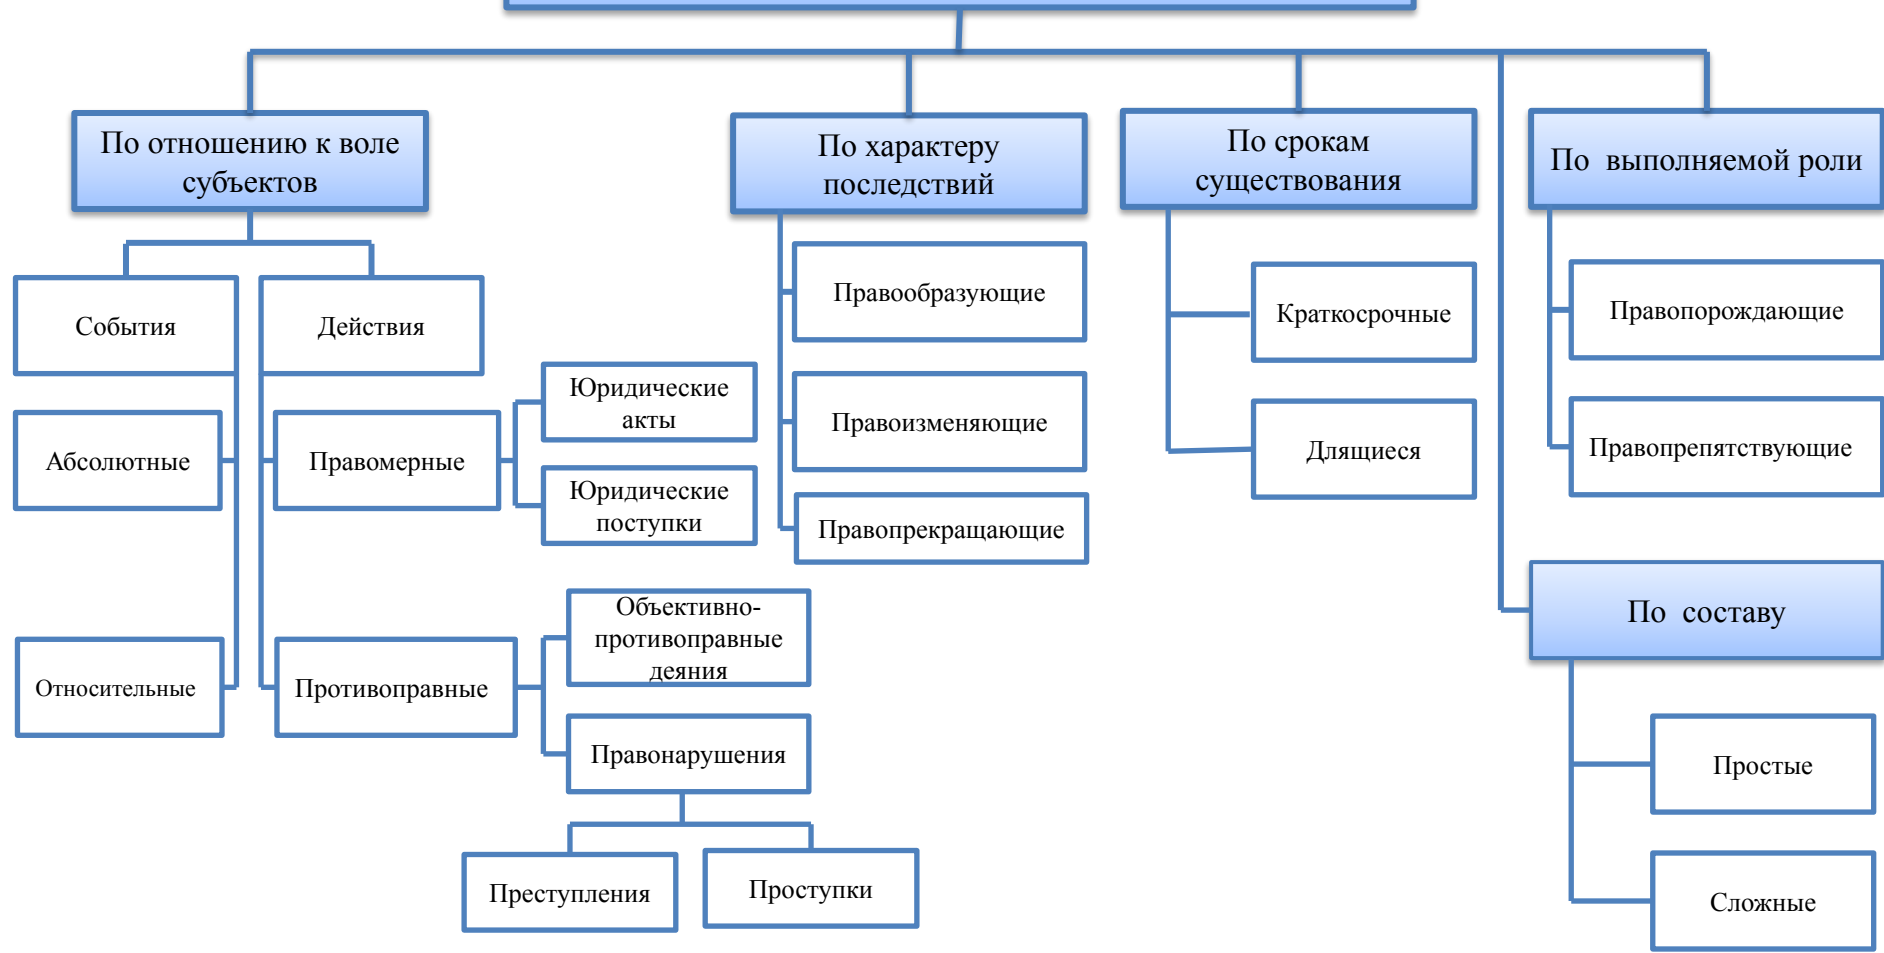 По отношению к воле
субъектов
По характеру
последствий
По срокам
существования
По выполняемой роли
События
Действия
Абсолютные
Относительные
Правомерные
Юридические
акты
Юридические
поступки
Противоправные
Объективно-
противоправные
деяния
Правонарушения
Преступления
Проступки
Правообразующие
Правоизменяющие
Правопрекращающие
Краткосрочные
Длящиеся
Правопорождающие
Правопрепятствующие
По составу
Простые
Сложные